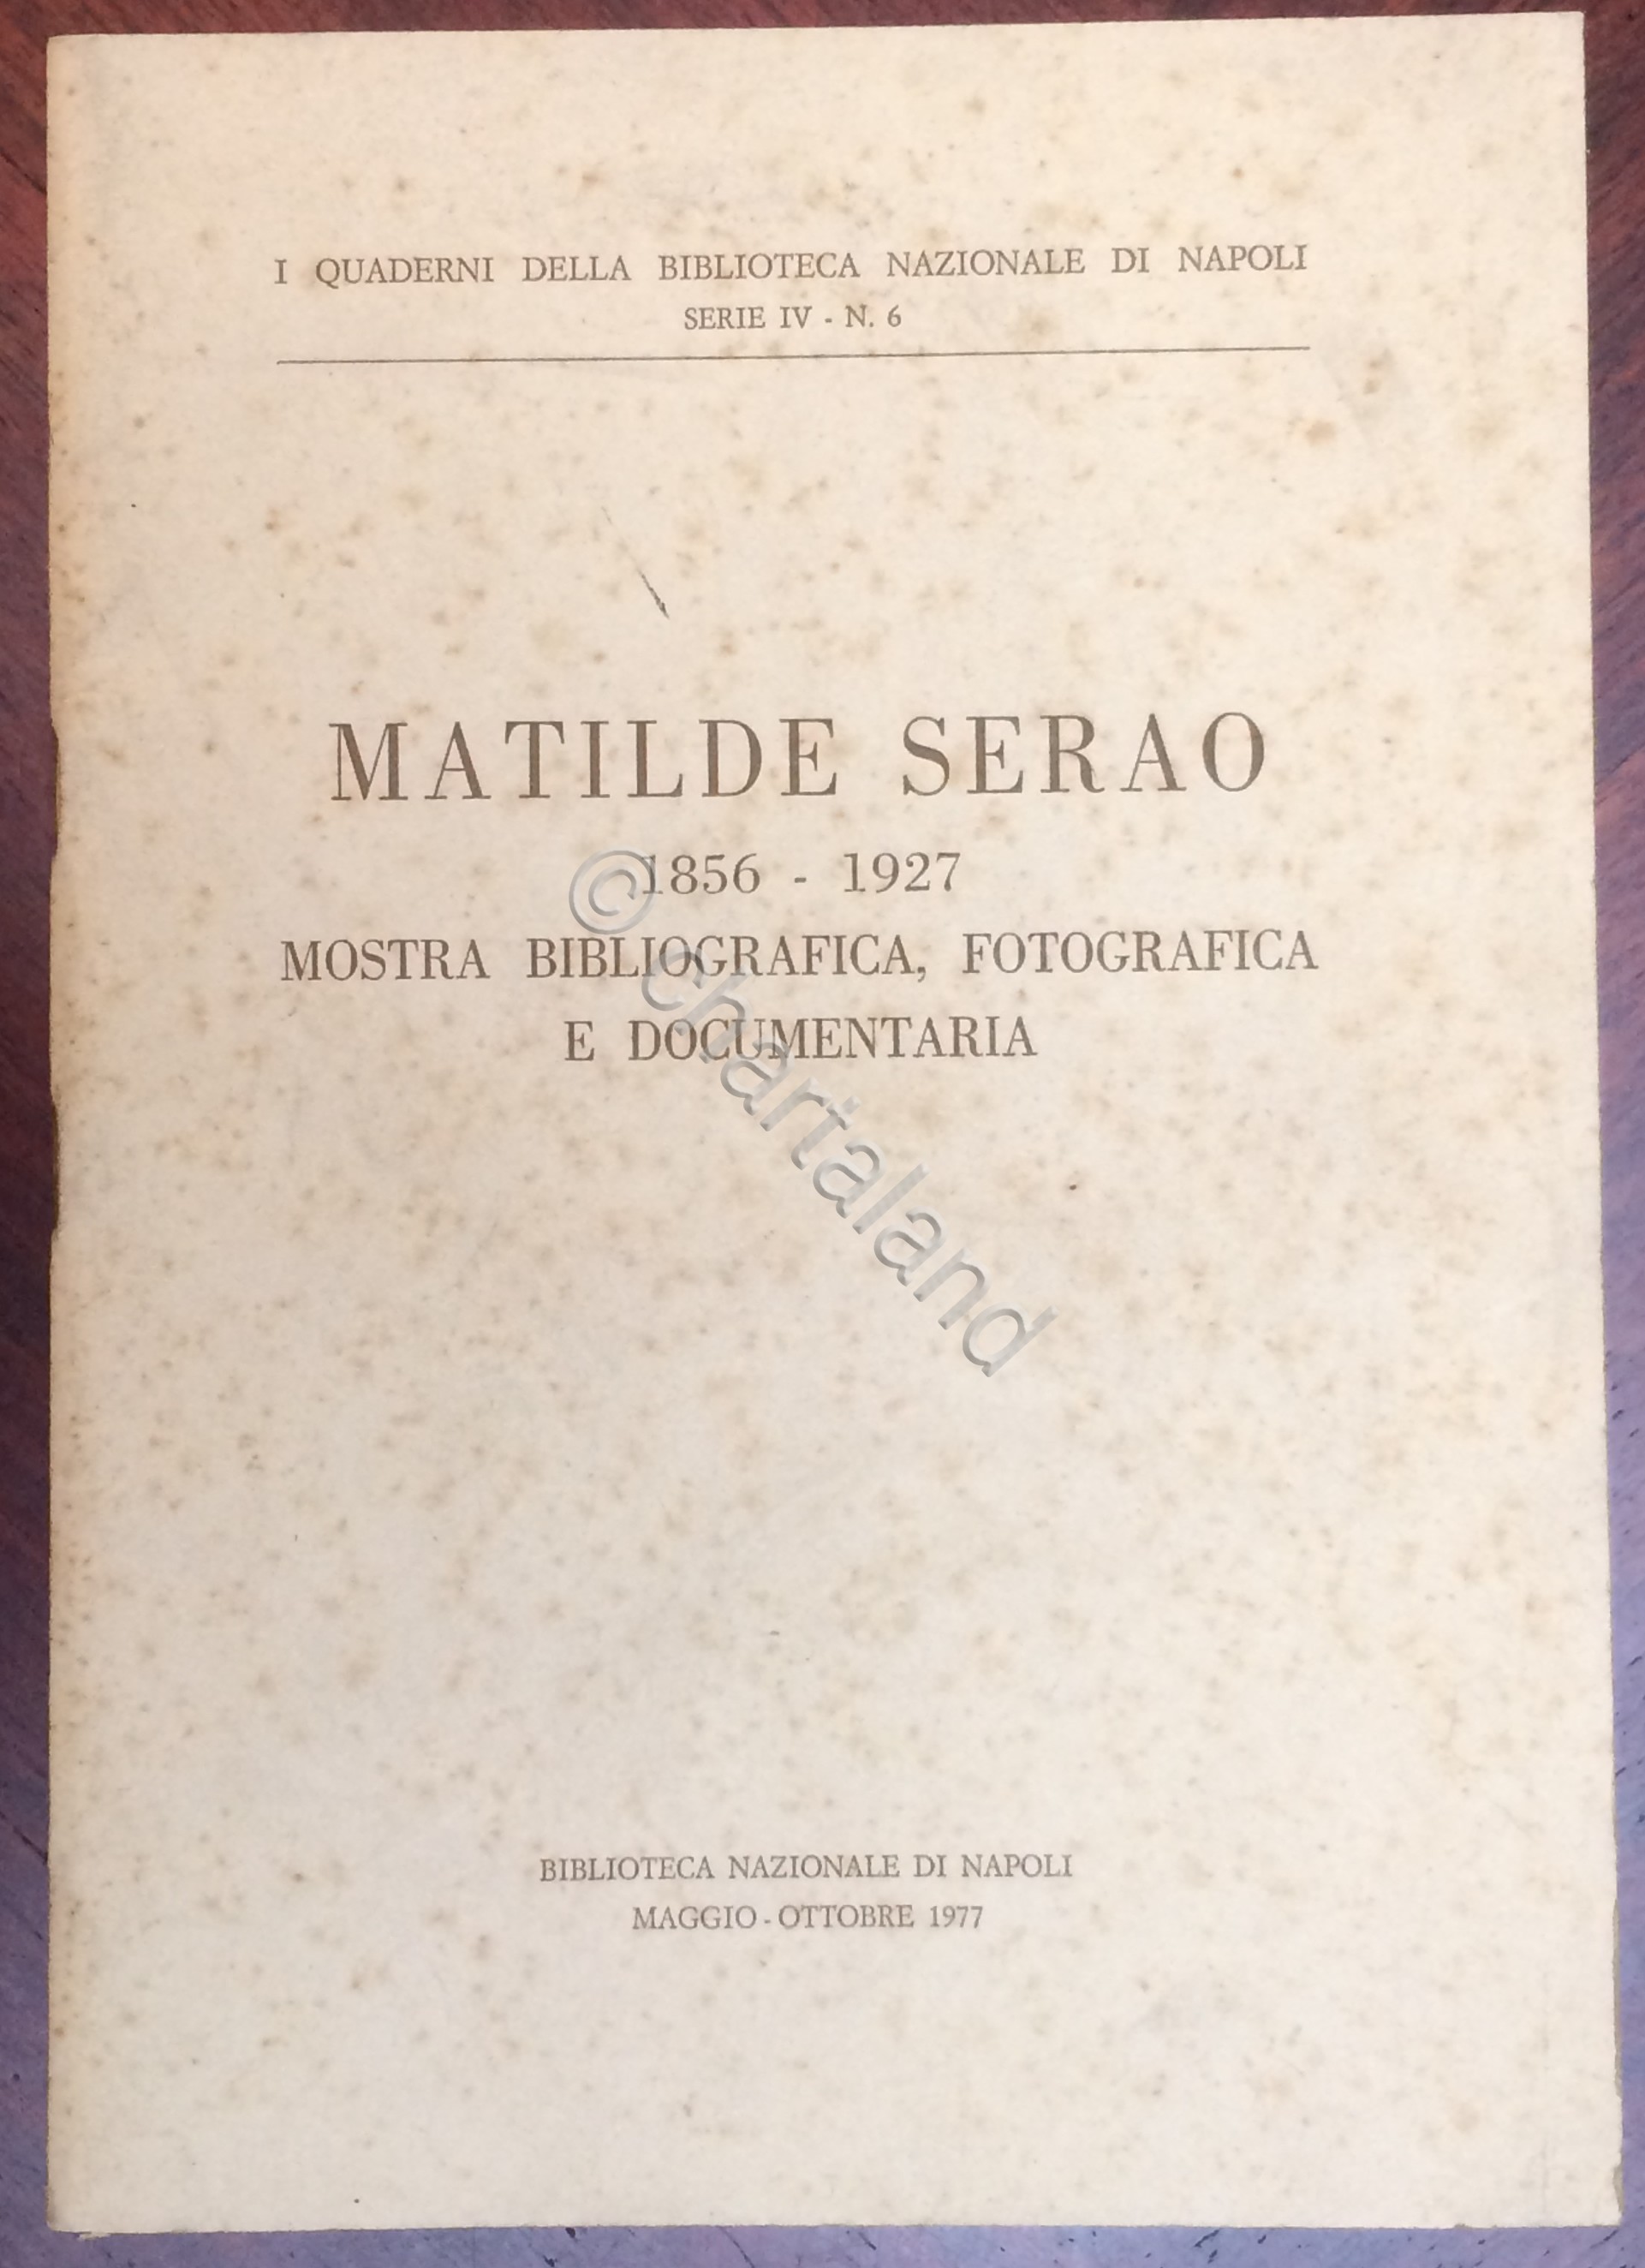 I QUADERNI DELLA BIBLIOTECA NAZIONALE DI NAPOLI
SERIE IV - N. 6
MATILDE SERAO
1856 - 1927
MOSTRA BIBLIOGRAFICA, FOTOGRAFICA
E DOCUMENTARIA
© chartaland
BIBLIOTECA NAZIONALE DI NAPOLI
MAGGIO-OTTOBRE 1977